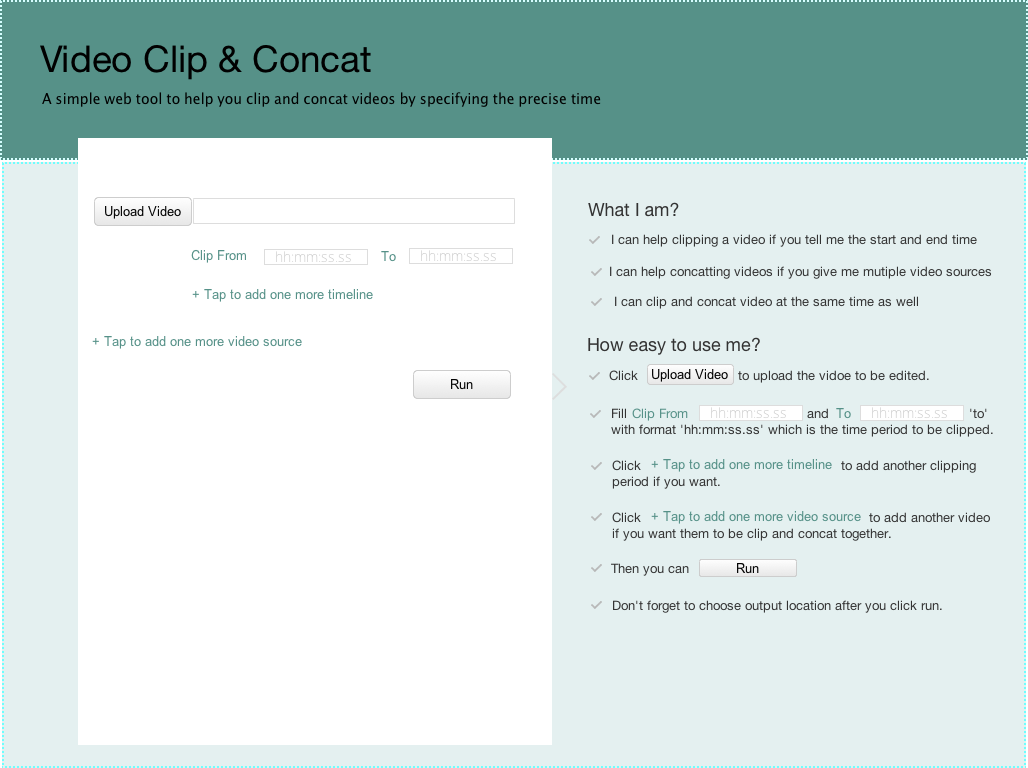 Video Clip & Concat
A simple web tool to help you clip and concat videos by specifying the precise time
Upload Video
Clip From hh:mm:ss.ss To hh:mm:ss.ss
+ Tap to add one more timeline
+ Tap to add one more video source
Run
What I am?
I can help clipping a video if you tell me the start and end time
I can help concatting videos if you give me mutiple video sources
I can clip and concat video at the same time as well
How easy to use me?
Click Upload Video to upload the vidoe to be edited.
Fill Clip From hh:mm:ss.ss and To hh:mm:ss.ss 'to'
with format 'hh:mm:ss.ss' which is the time period to be clipped.
Click + Tap to add one more timeline to add another clipping
period if you want.
Click + Tap to add one more video source to add another video
if you want them to be clip and concat together.
Then you can Run
Don't forget to choose output location after you click run.